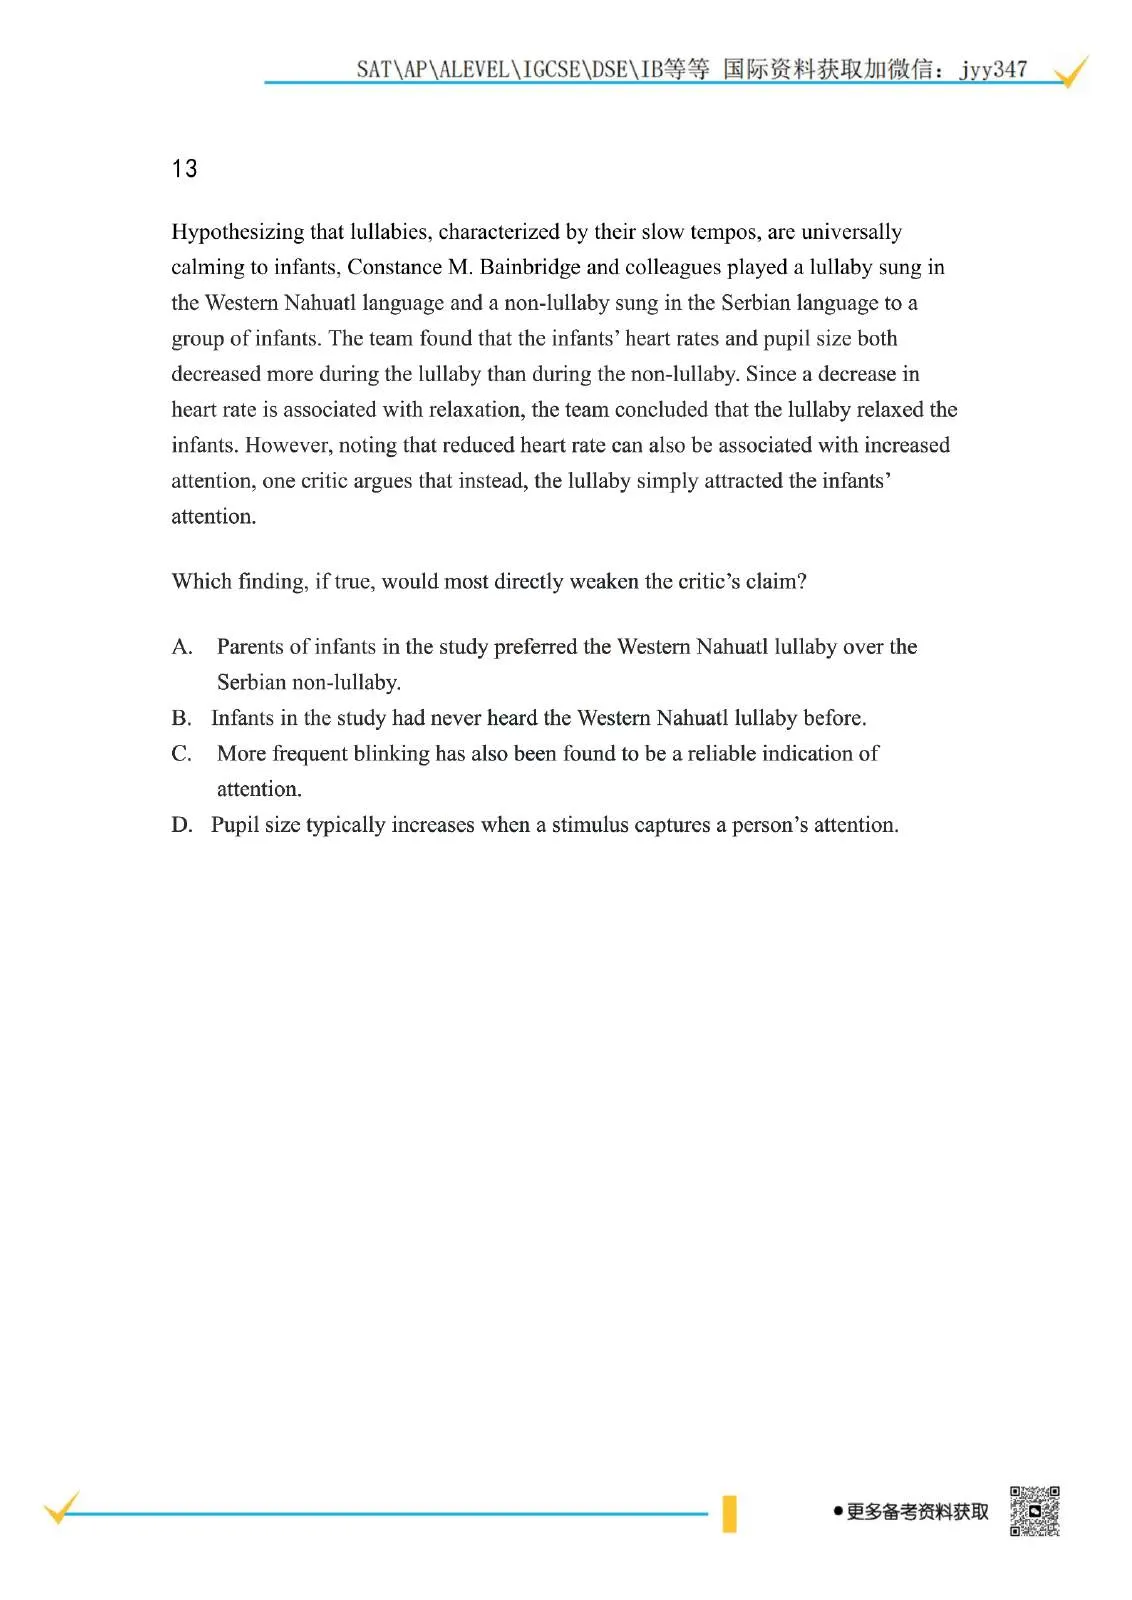 SAT\AP\ALEVEL\IGCSE\DSE\IB等等 国际资料获取加微信：jyy347
13
Hypothesizing that lullabies, characterized by their slow tempos, are universally
calming to infants, Constance M. Bainbridge and colleagues played a lullaby sung in
the Western Nahuatl language and a non-lullaby sung in the Serbian language to a
group of infants. The team found that the infants’ heart rates and pupil size both
decreased more during the lullaby than during the non-lullaby. Since a decrease in
heart rate is associated with relaxation, the team concluded that the lullaby relaxed the
infants. However, noting that reduced heart rate can also be associated with increased
attention, one critic argues that instead, the lullaby simply attracted the infants’
attention.
Which finding, if true, would most directly weaken the critic’s claim?
A. Parents of infants in the study preferred the Western Nahuatl lullaby over the
Serbian non-lullaby.
B. Infants in the study had never heard the Western Nahuatl lullaby before.
C. More frequent blinking has also been found to be a reliable indication of
attention.
D. Pupil size typically increases when a stimulus captures a person’s attention.
●更多备考资料获取